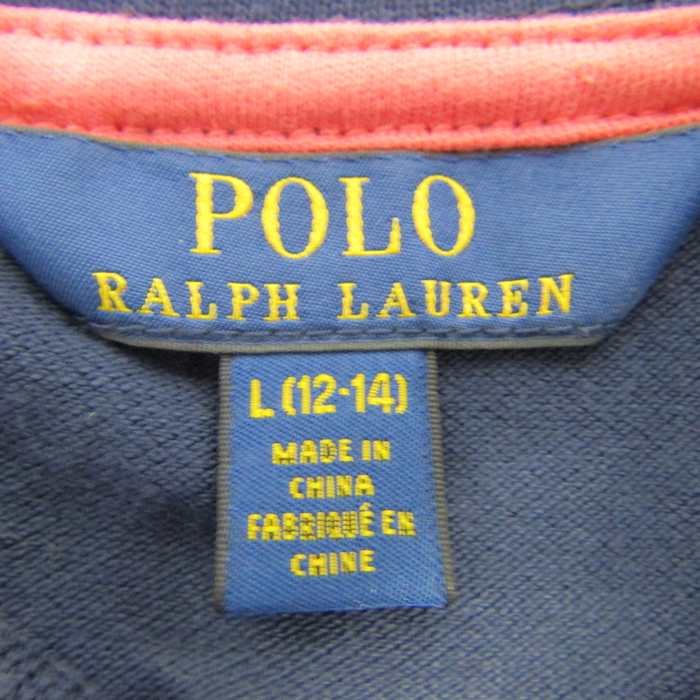 POLO
RALPH LAUREN
L (12-14)
MADE IN
CHINA
FABRIQUÉ EN
CHINE